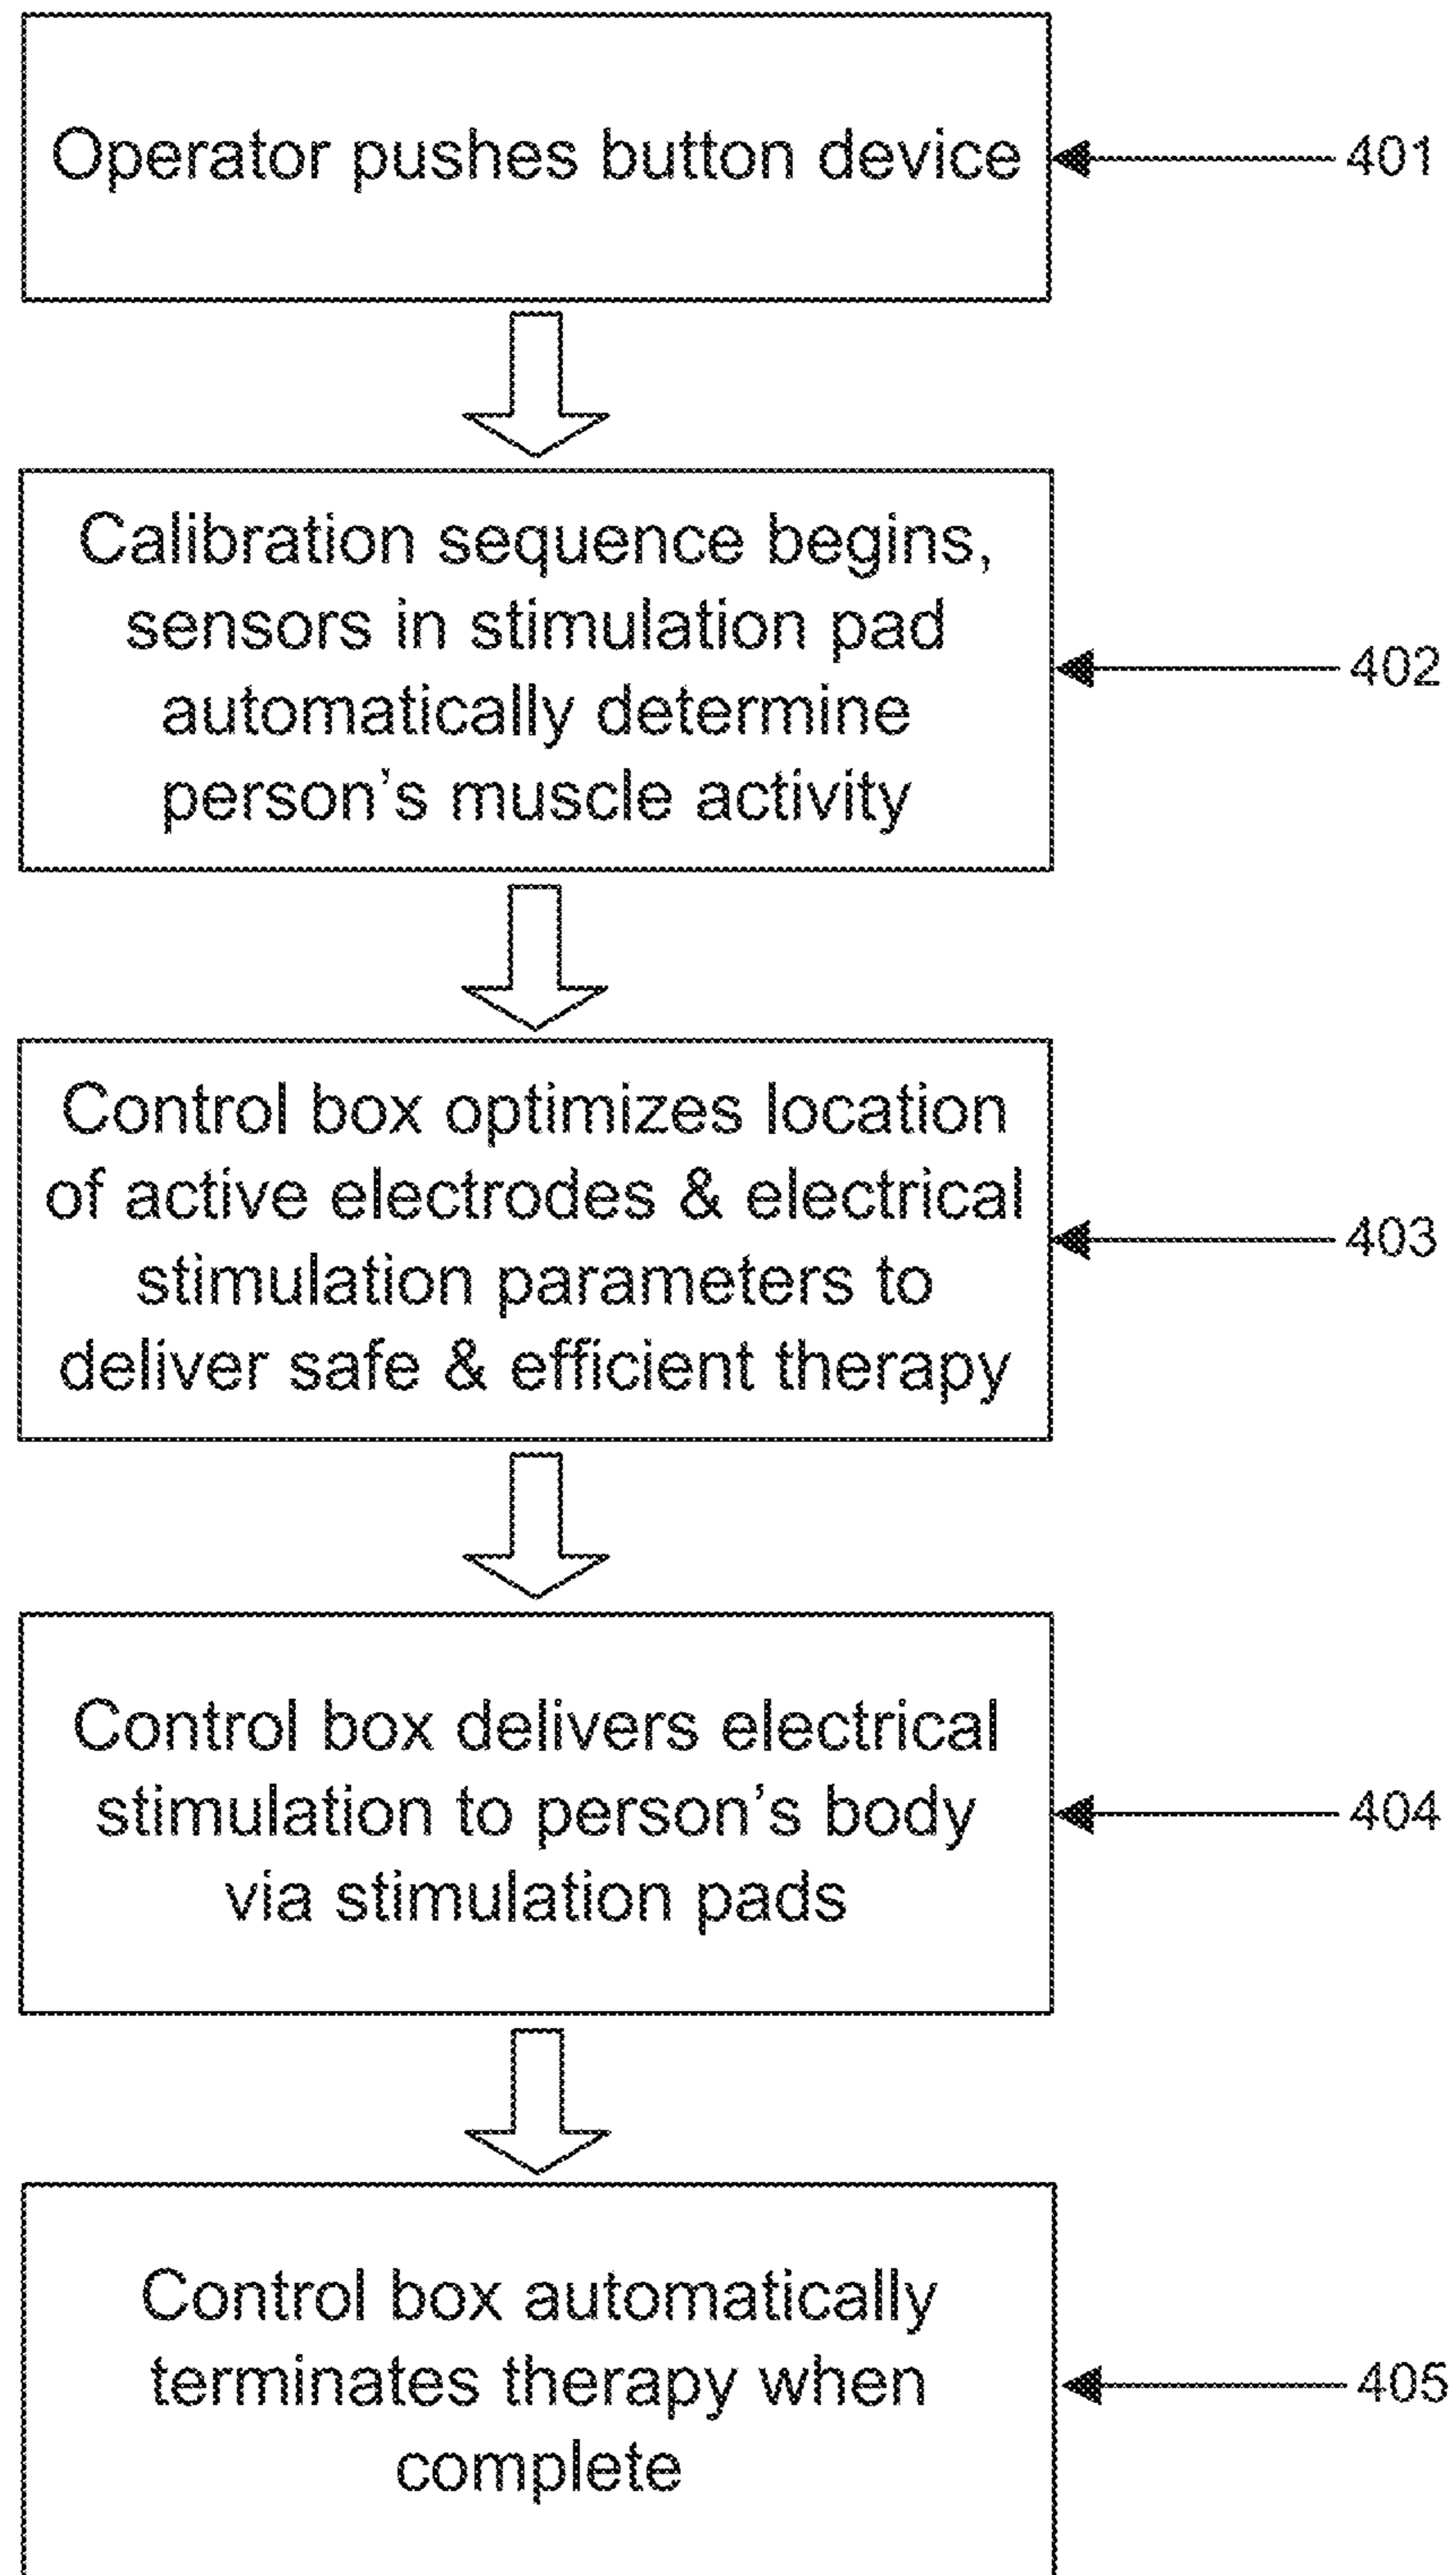 Operator pushes button device
401
Calibration sequence begins,
sensors in stimulation pad
automatically determine
person's muscle activity
402
Control box optimizes location
of active electrodes & electrical
stimulation parameters to
deliver safe & efficient therapy
403
Control box delivers electrical
stimulation to person's body
via stimulation pads
404
Control box automatically
terminates therapy when
complete
405